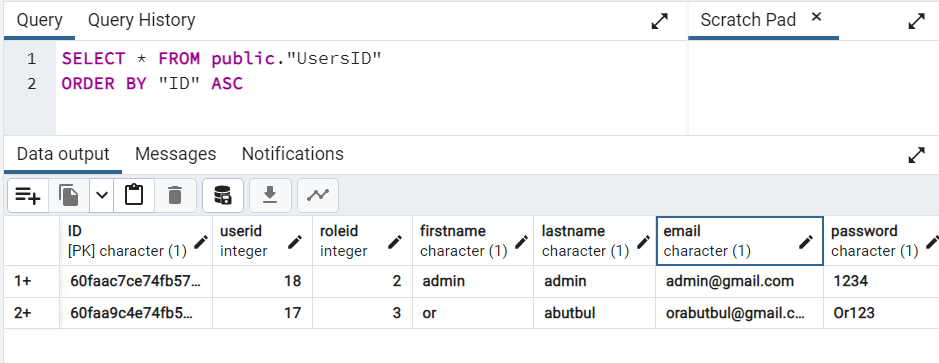 Query Query History Scratch Pad ×
1 SELECT * FROM public."UsersID"
2 ORDER BY "ID" ASC
Data output Messages Notifications
ID userid roleid firstname lastname email password
[PK] character (1) integer integer character (1) character (1) character (1) character (1)
1+ 60faac7ce74fb57... 18 2 admin admin admin@gmail.com 1234
2+ 60faa9c4e74fb5... 17 3 or abutbul orabutbul@gmail.c... Or123